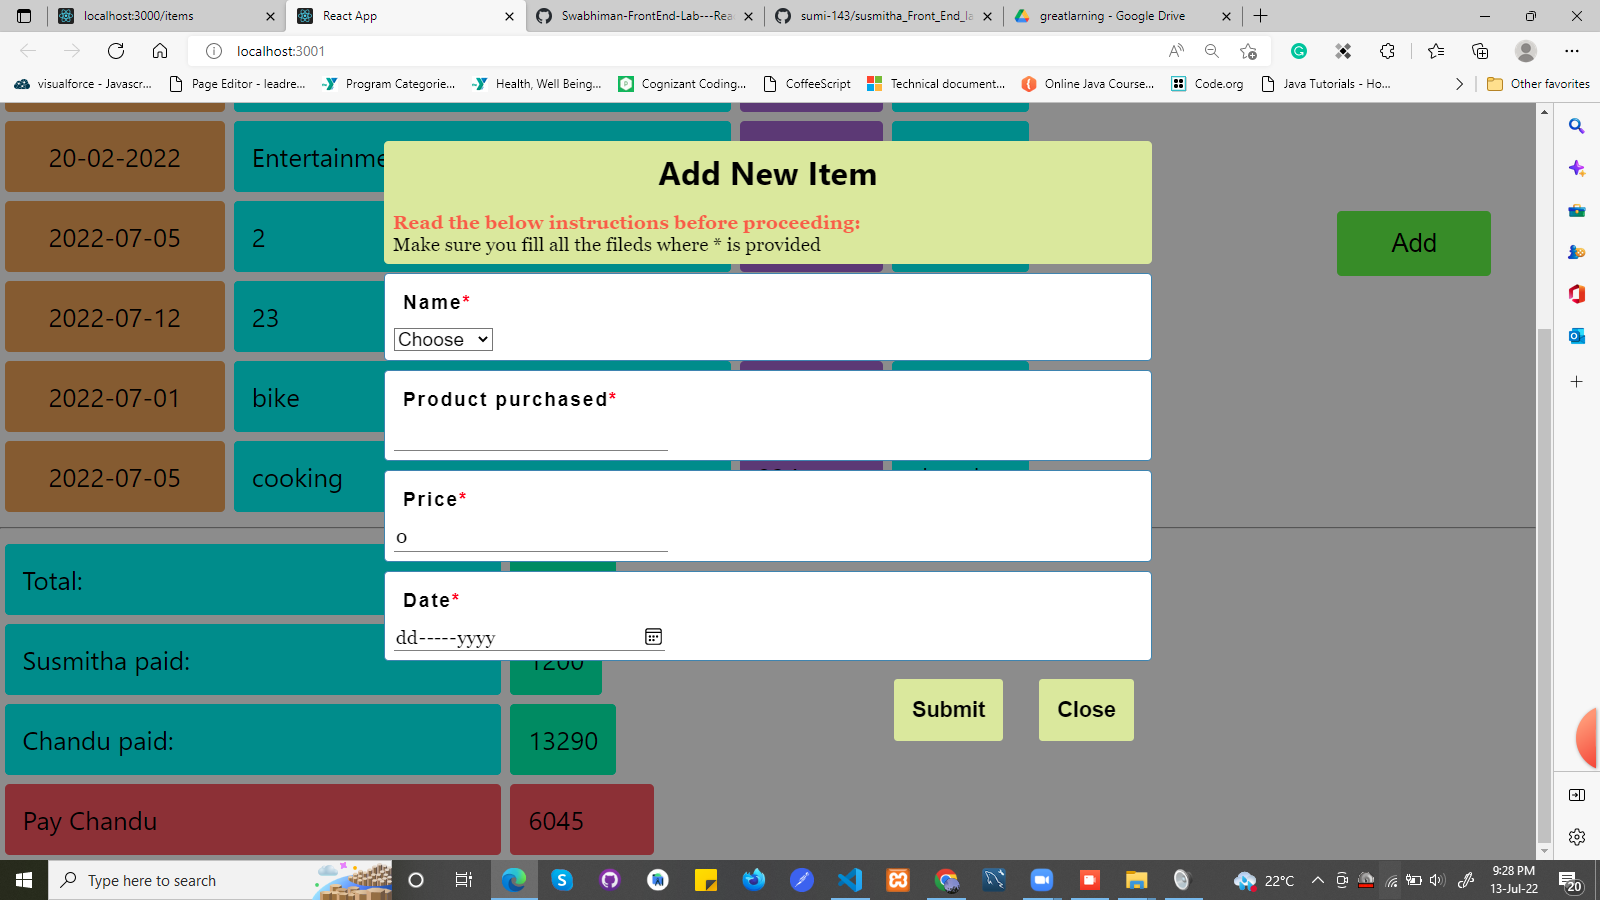 localhost:3000/items
React App
Swabhiman-FrontEnd-Lab---Rea
sumi-143/susmitha_Front_End_la
greatlarning - Google Drive
localhost:3001
visualforce - Javascr...
Page Editor - leadre...
Program Categorie...
Health, Well Being...
Cognizant Coding...
CoffeeScript
Technical document...
Online Java Course...
Code.org
Java Tutorials - Ho...
Other favorites
20-02-2022
Entertainme
Add New Item
Read the below instructions before proceeding:
Make sure you fill all the fileds where * is provided
2022-07-05
2
Add
2022-07-12
23
Name*
Choose
2022-07-01
bike
Product purchased*
2022-07-05
cooking
Price*
0
Total:
Date*
dd-----yyyy
Susmitha paid:
1200
Submit
Close
Chandu paid:
13290
Pay Chandu
6045
Type here to search
22°C
9:28 PM
13-Jul-22
20